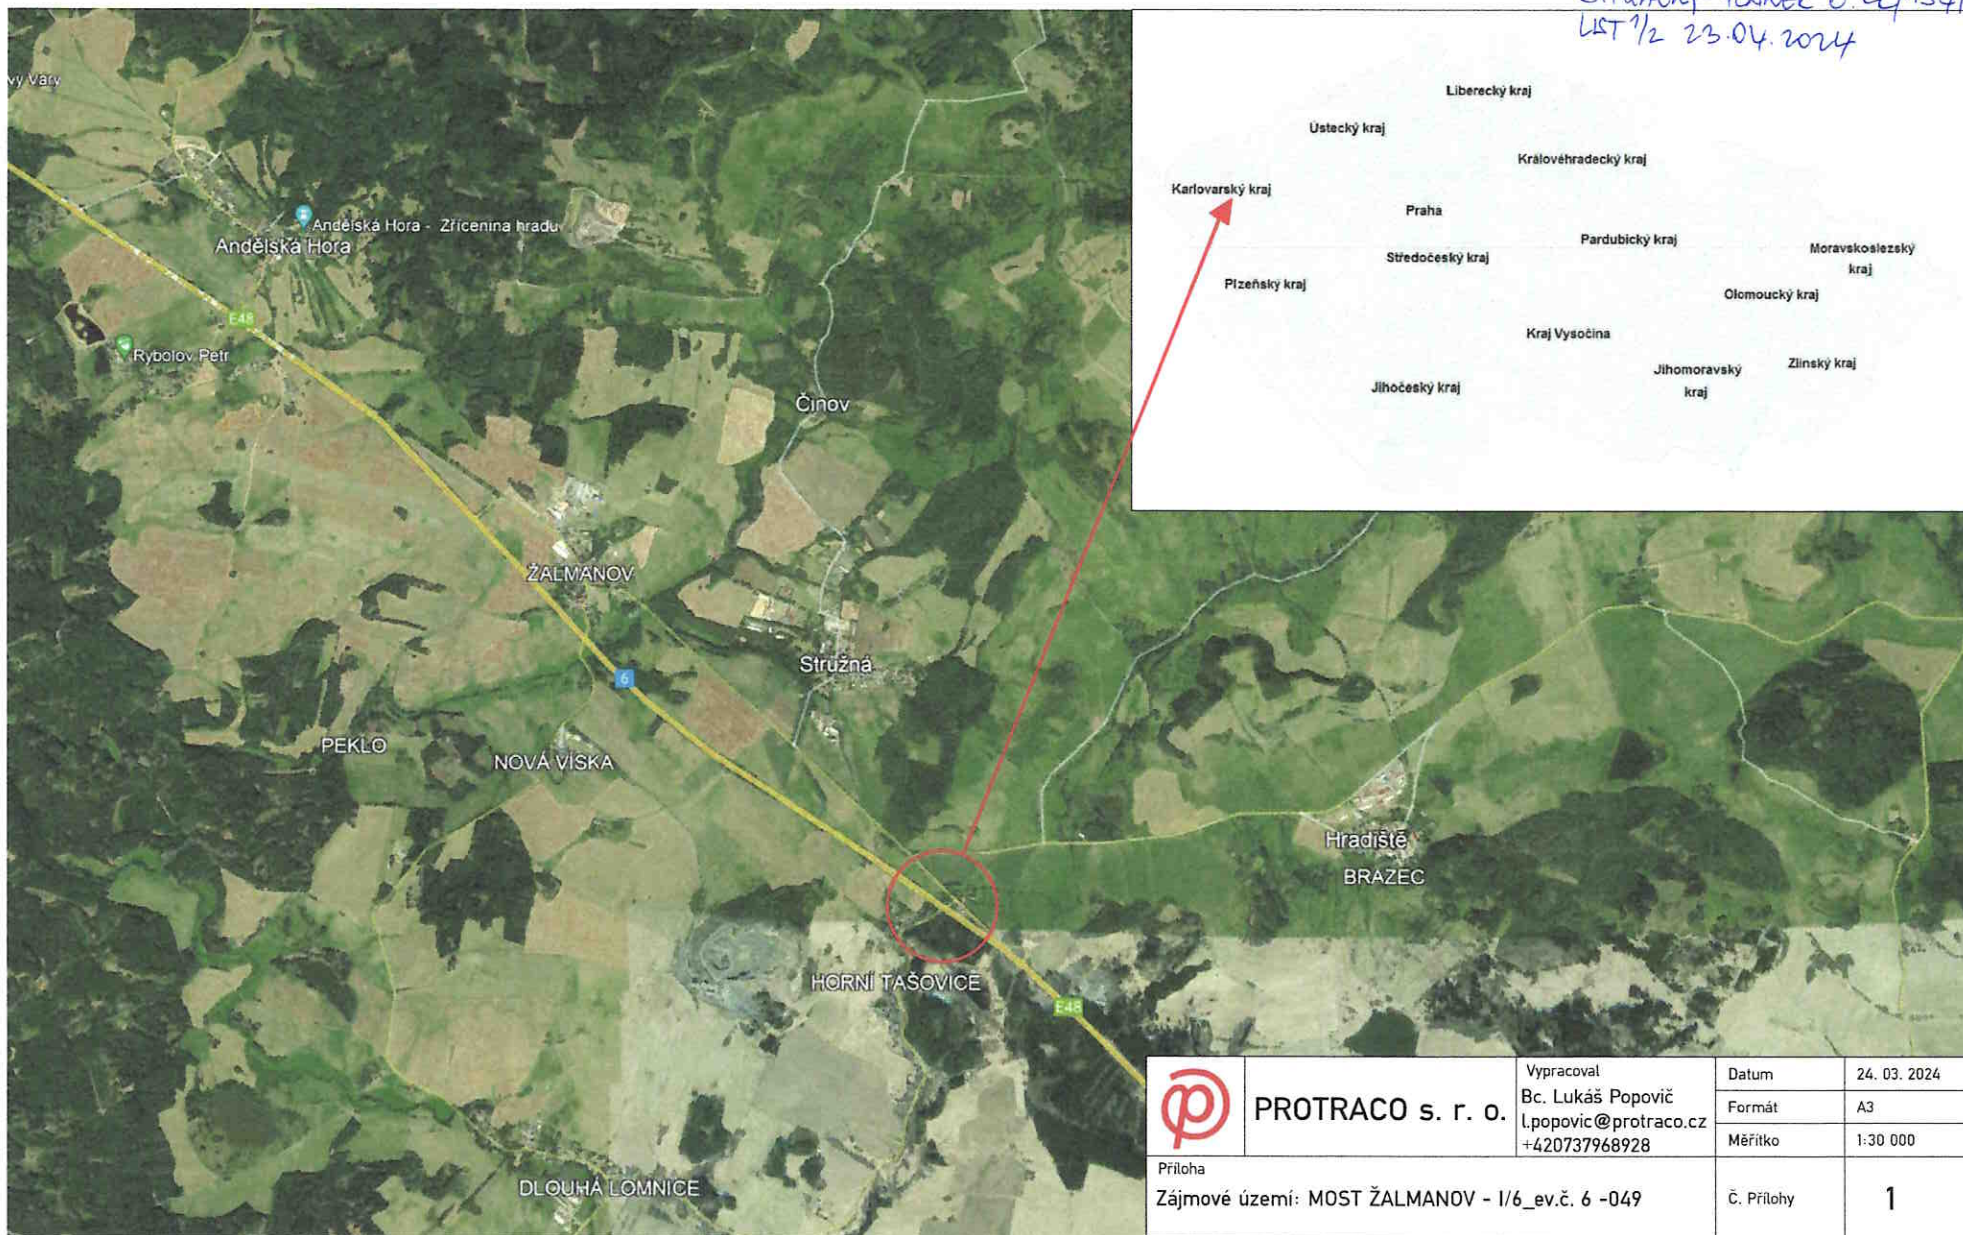 LIST 1/2 23.04.2024
vy Vary
Liberecký kraj
Ústecký kraj
Královéhradecký kraj
Karlovarský kraj
Praha
Pardubický kraj
Moravskoslezský
kraj
Středočeský kraj
Plzeňský kraj
Olomoucký kraj
Kraj Vysočina
Jihomoravský
kraj
Zlínský kraj
Jihočeský kraj
Andělská Hora - Zřícenina hradu
Andělská Hora
E48
Rybolov Petr
Činov
ŽALMANOV
Stružná
6
PEKLO
NOVÁ VÍSKA
Hradiště
BRAZEC
HORNÍ TAŠOVICE
E48
DLOUHÁ LOMNICE
PROTRACO s. r. o.
Vypracoval
Bc. Lukáš Popovič
l.popovic@protraco.cz
+420737968928
Datum
24. 03. 2024
Formát
A3
Měřítko
1:30 000
Příloha
Zájmové území: MOST ŽALMANOV - I/6_ev.č. 6 -049
Č. Přílohy
1